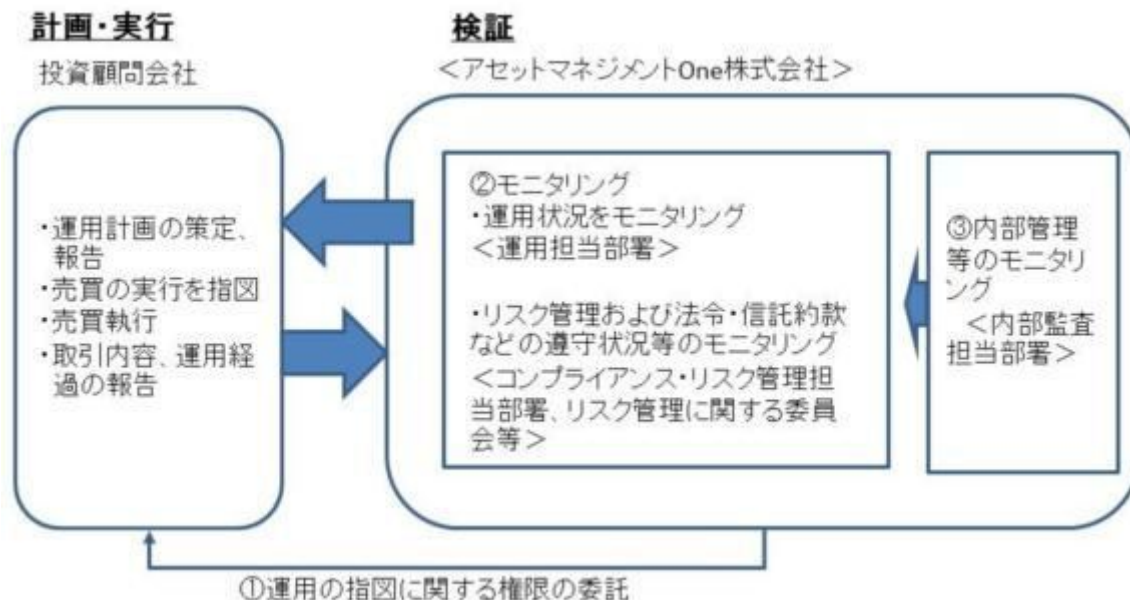 計画・実行
投資顧問会社
・運用計画の策定、
報告
・売買の実行を指図
・売買執行
・取引内容、運用経
過の報告
検証
＜アセットマネジメントOne株式会社＞
②モニタリング
・運用状況をモニタリング
＜運用担当部署＞
・リスク管理および法令・信託約款
などの遵守状況等のモニタリング
＜コンプライアンス・リスク管理担
当部署、リスク管理に関する委員
会等＞
③内部管理
等のモニタリ
ング
＜内部監査
担当部署＞
①運用の指図に関する権限の委託